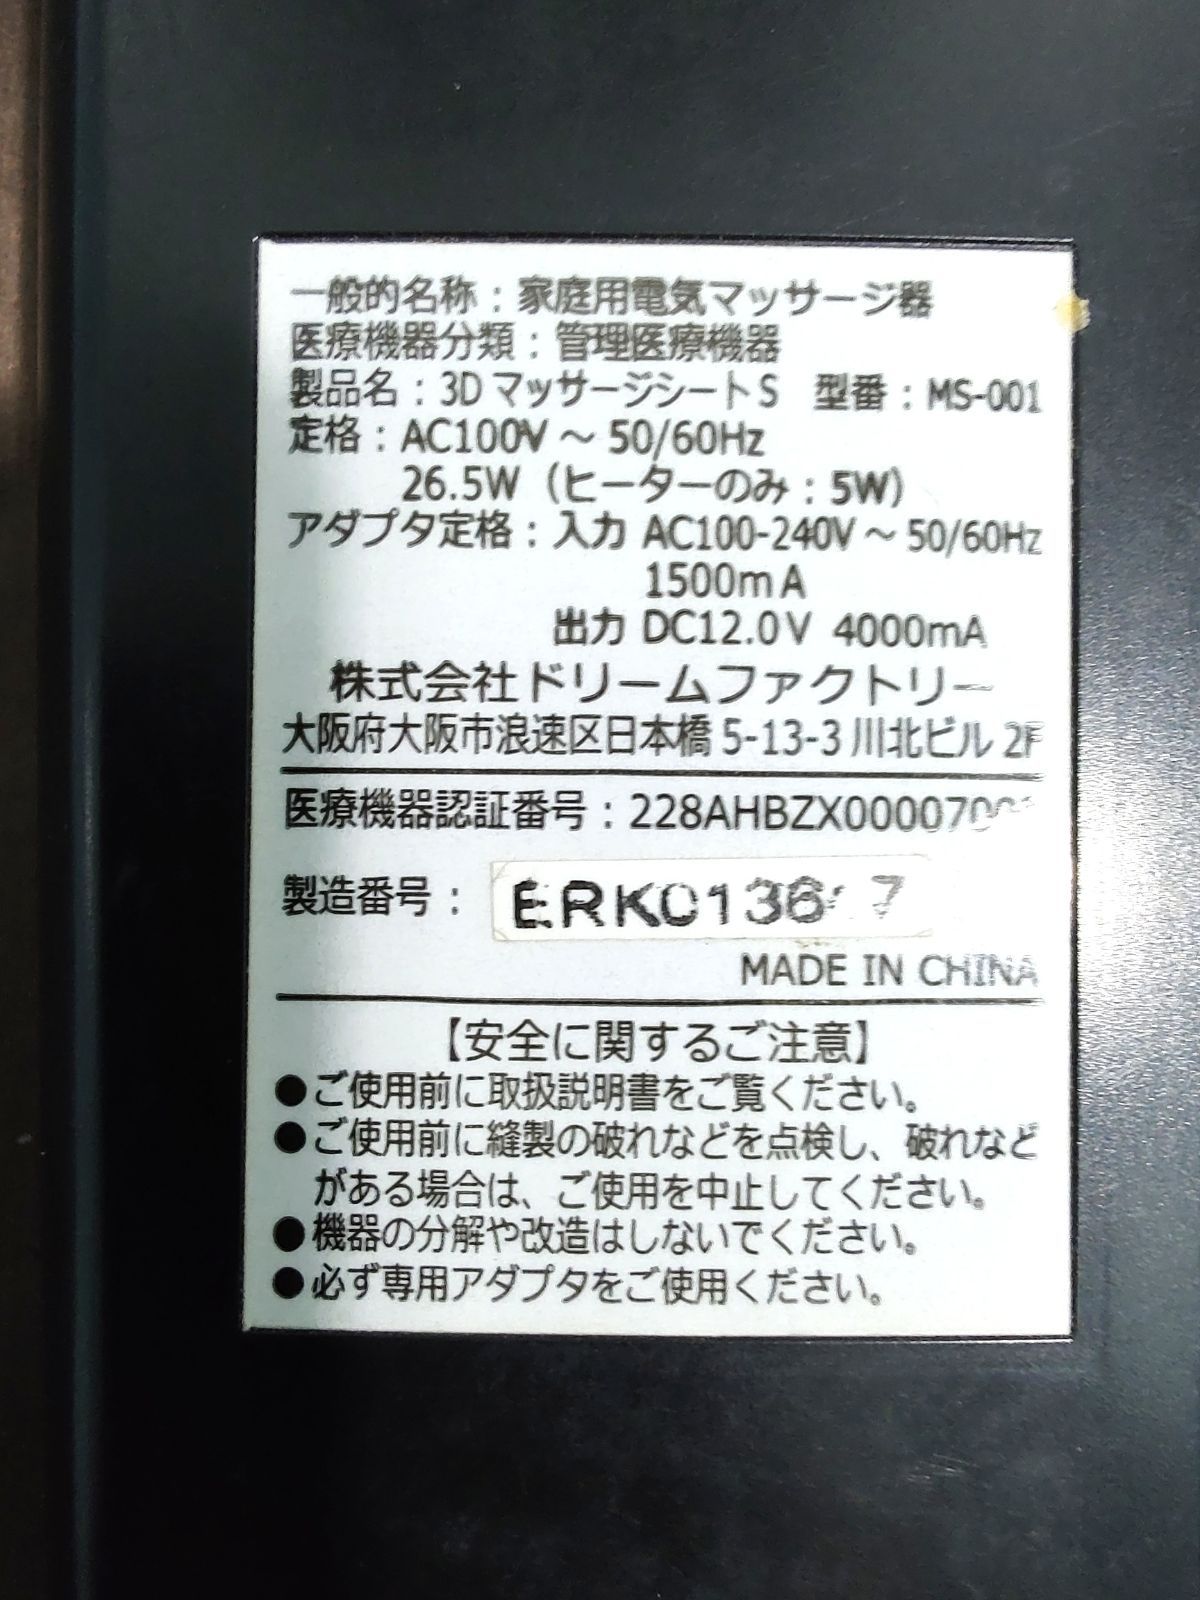 一般的名称：家庭用電気マッサージ器
医療機器分類：管理医療機器
製品名：3DマッサージシートS 型番：MS-001
定格：AC100V～50/60Hz
26.5W（ヒーターのみ：5W）
アダプタ定格：入力 AC100-240V～50/60Hz
1500mA
出力 DC12.0V 4000mA
株式会社ドリームファクトリー
大阪府大阪市浪速区日本橋 5-13-3 川北ビル 2F
医療機器認証番号：
製造番号：
MADE IN CHINA
【安全に関するご注意】
●ご使用前に取扱説明書をご覧ください。
●ご使用前に縫製の破れなどを点検し、破れなど
がある場合は、ご使用を中止してください。
●機器の分解や改造はしないでください。
●必ず専用アダプタをご使用ください。